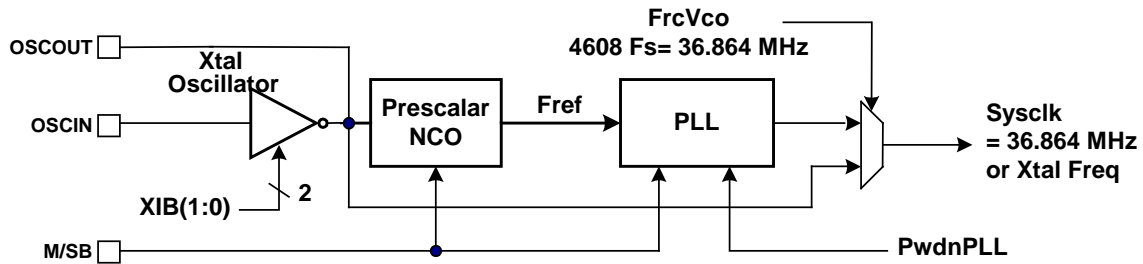 FrcVco
4608 Fs= 36.864 MHz
OSCOUT
Xtal
Oscillator
OSCIN
Prescalar
NCO
Fref
PLL
Sysclk
= 36.864 MHz
or Xtal Freq
2
XIB(1:0)
M/SB
PwdnPLL